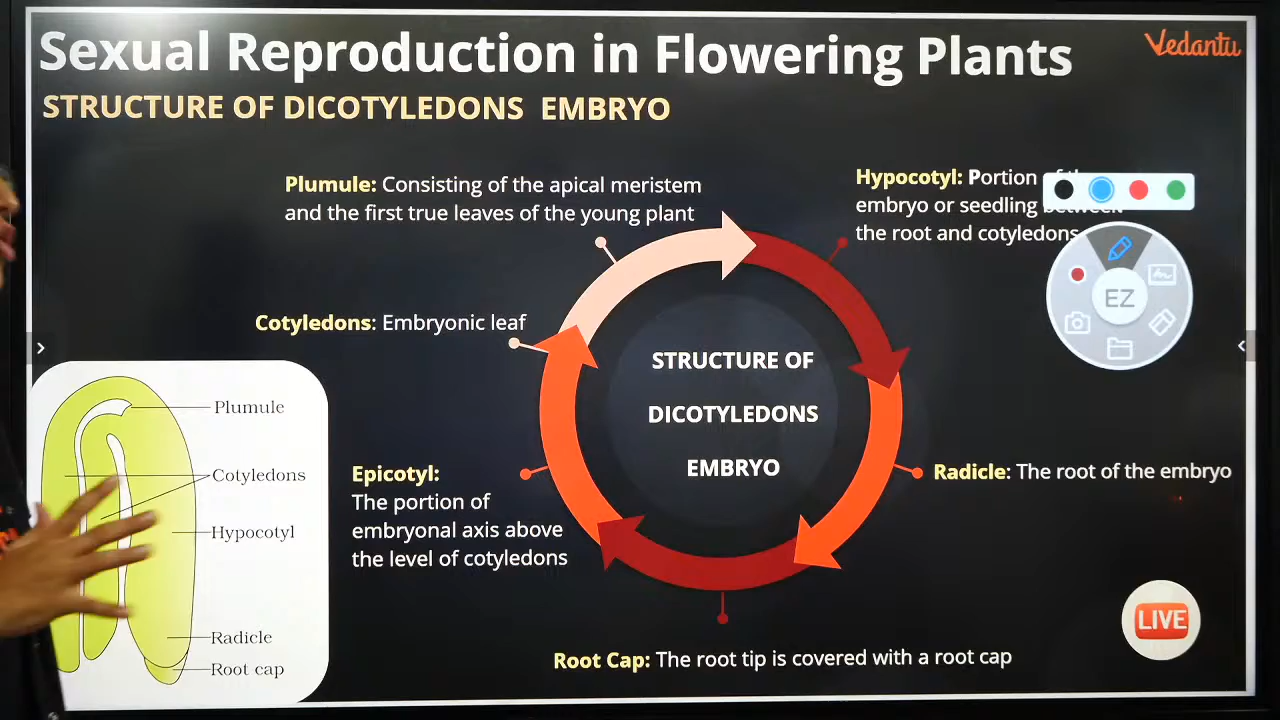 Sexual Reproduction in Flowering Plants
Vedantu
STRUCTURE OF DICOTYLEDONS EMBRYO
Plumule: Consisting of the apical meristem
and the first true leaves of the young plant
Hypocotyl: Portion
embryo or seedling between
the root and cotyledons
EZ
Cotyledons: Embryonic leaf
STRUCTURE OF
DICOTYLEDONS
EMBRYO
Plumule
Cotyledons
Hypocotyl
Radicle
Root cap
Epicotyl:
The portion of
embryonal axis above
the level of cotyledons
Radicle: The root of the embryo
LIVE
Root Cap: The root tip is covered with a root cap